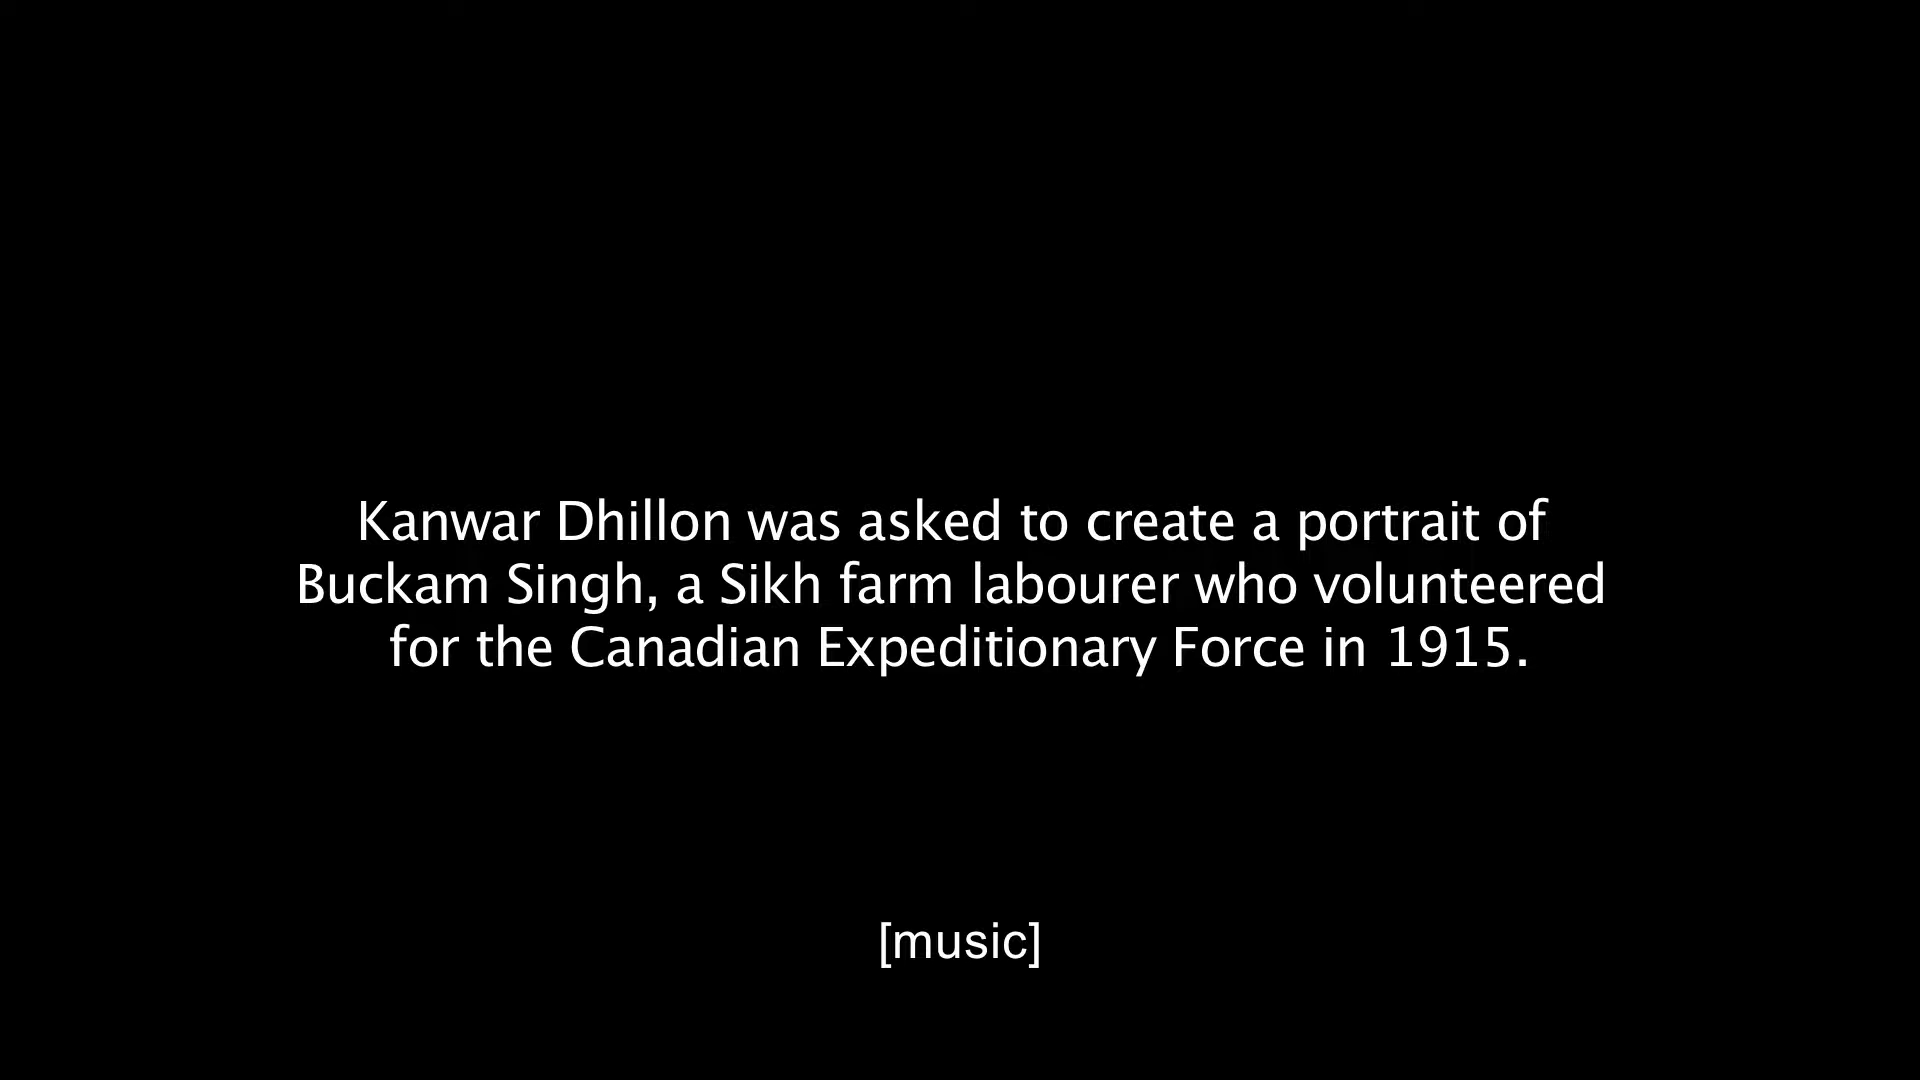 Kanwar Dhillon was asked to create a portrait of
Buckam Singh, a Sikh farm labourer who volunteered
for the Canadian Expeditionary Force in 1915.
[music]